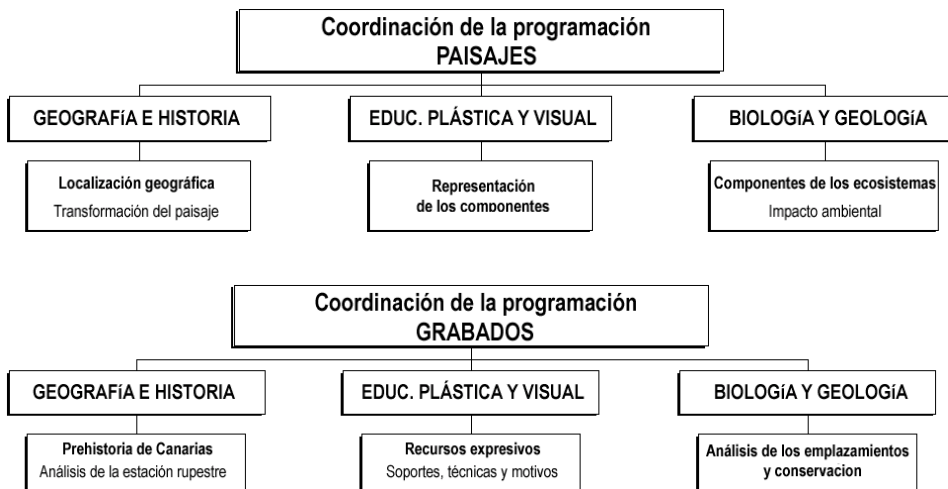 Coordinación de la programación
PAISAJES
GEOGRAFíA E HISTORIA
EDUC. PLÁSTICA Y VISUAL
BIOLOGíA Y GEOLOGíA
Localización geográfica
Transformación del paisaje
Representación
de los componentes
Componentes de los ecosistemas
Impacto ambiental
Coordinación de la programación
GRABADOS
GEOGRAFíA E HISTORIA
EDUC. PLÁSTICA Y VISUAL
BIOLOGíA Y GEOLOGíA
Prehistoria de Canarias
Análisis de la estación rupestre
Recursos expresivos
Soportes, técnicas y motivos
Análisis de los emplazamientos
y conservacion